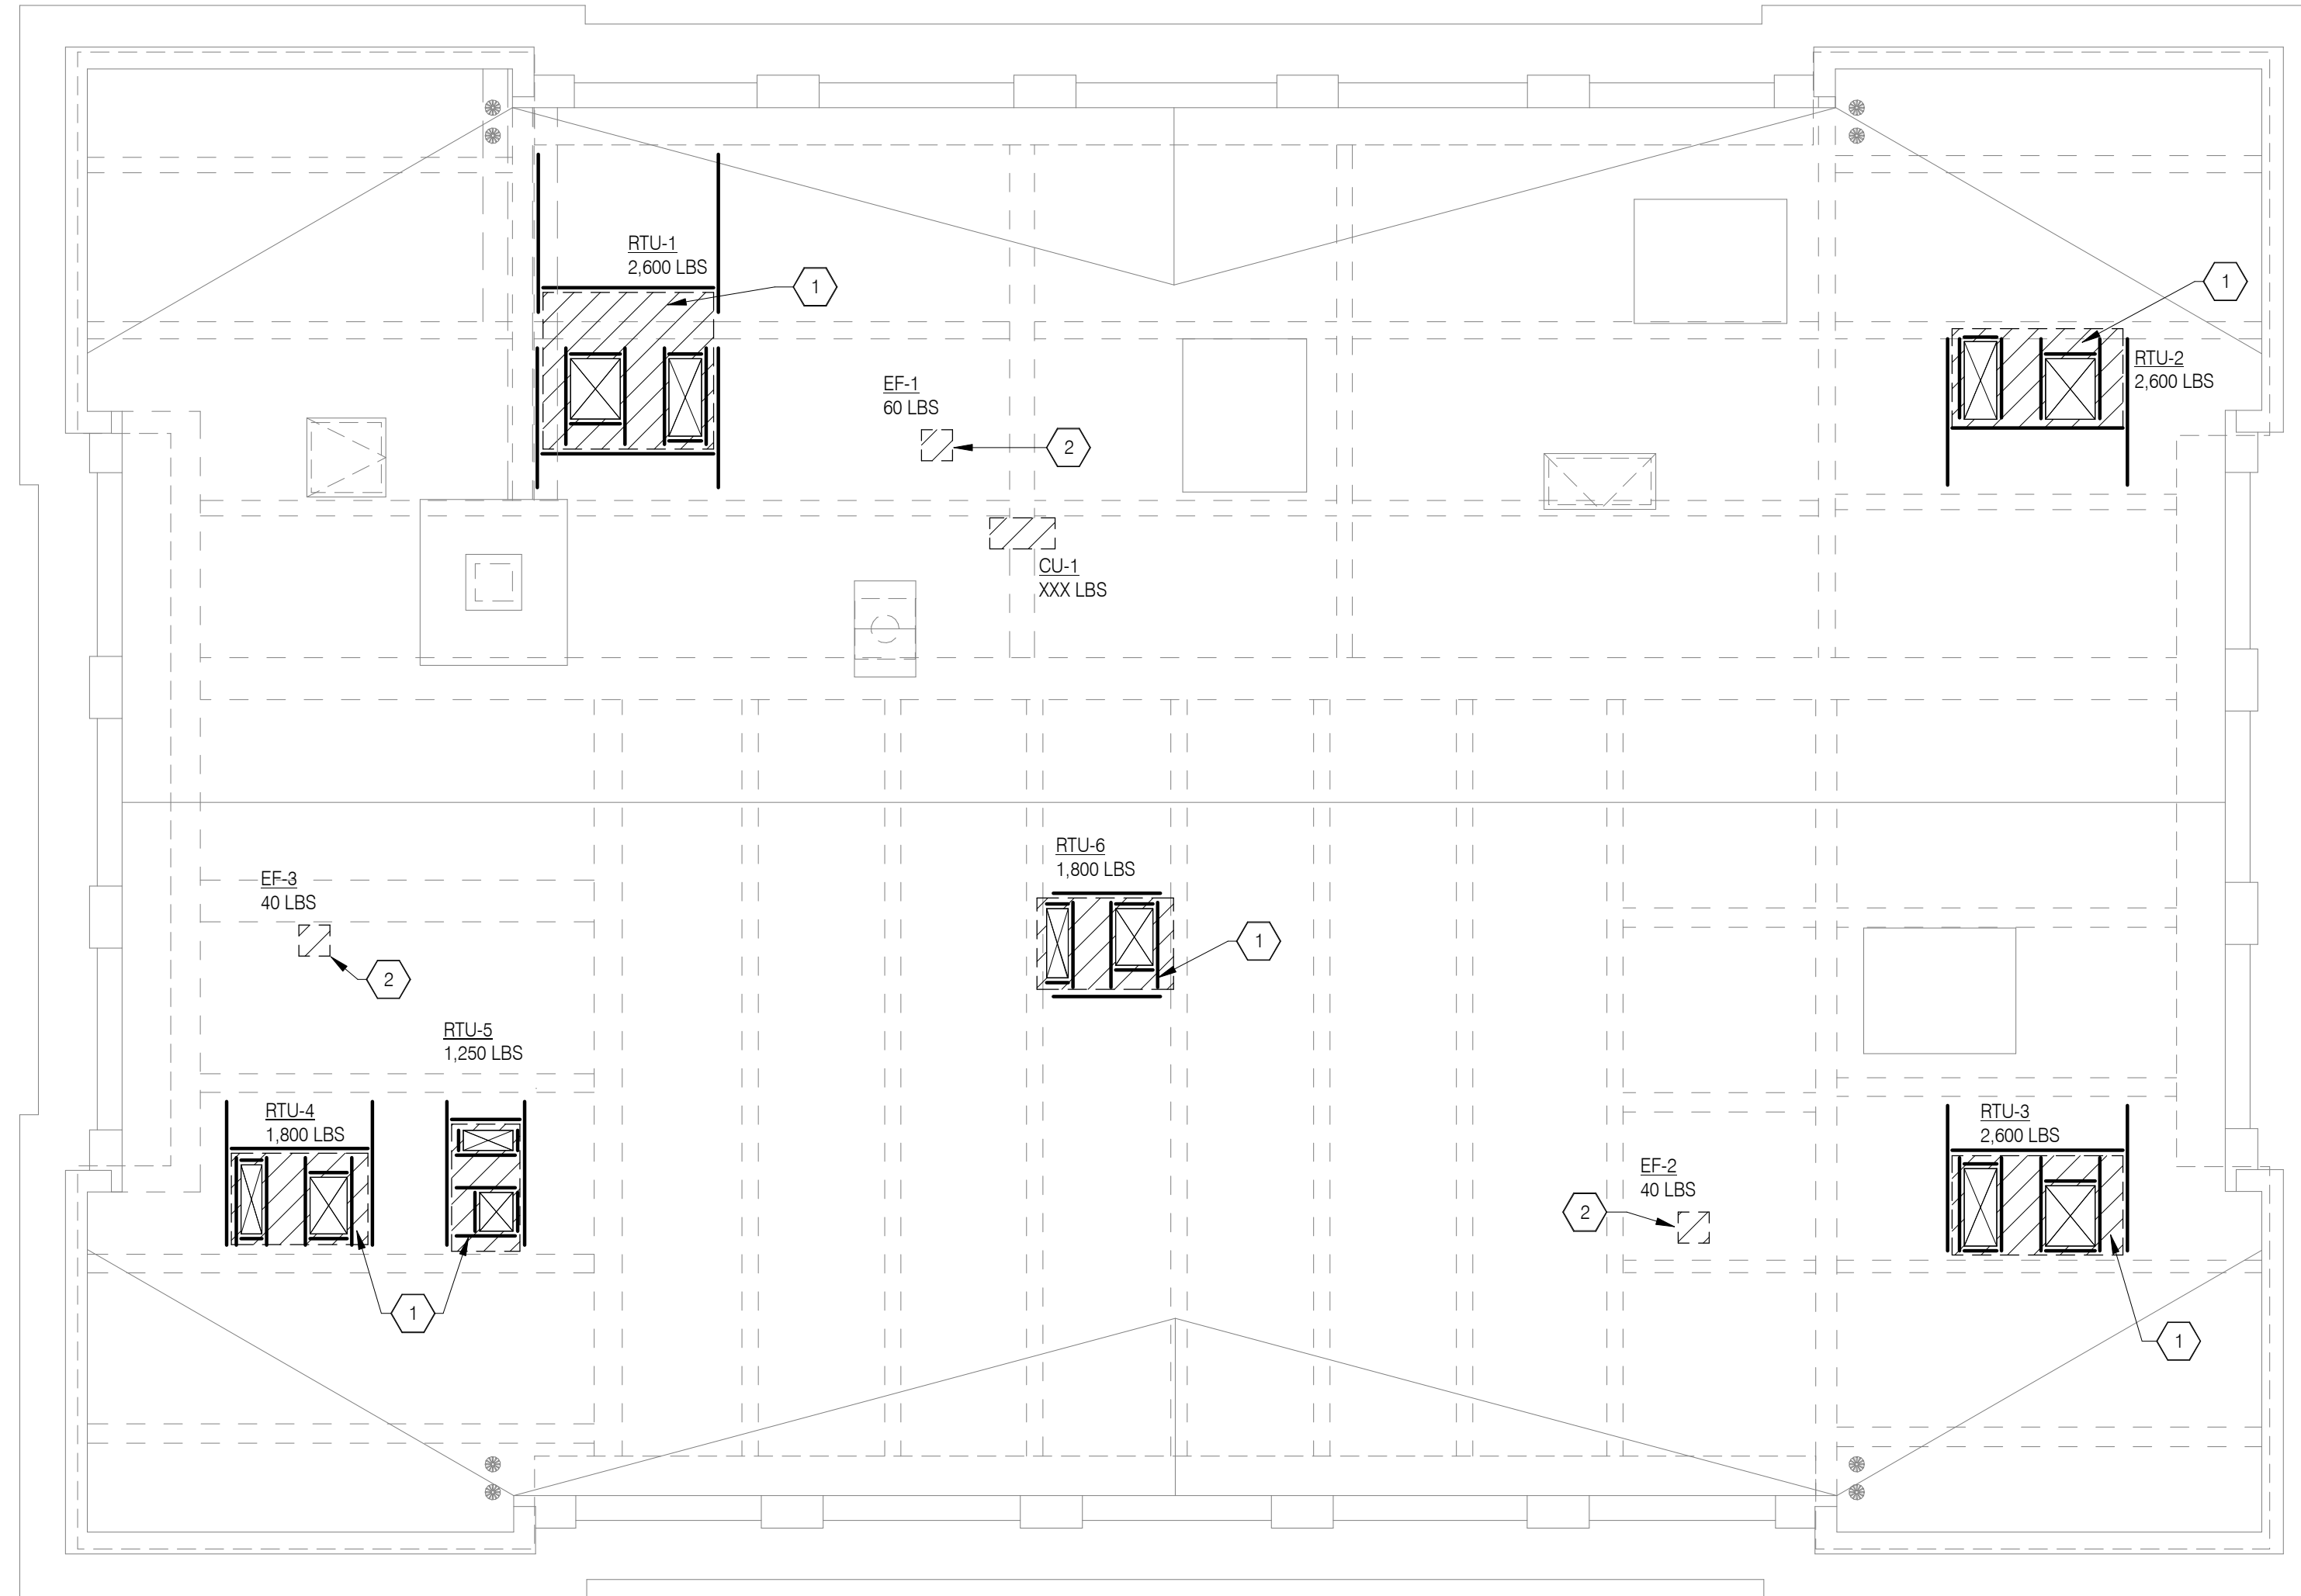 RTU-1
2,600 LBS
1
1
RTU-2
2,600 LBS
EF-1
60 LBS
2
CU-1
XXX LBS
RTU-6
1,800 LBS
1
EF-3
40 LBS
2
RTU-5
1,250 LBS
RTU-4
1,800 LBS
1
RTU-3
2,600 LBS
EF-2
40 LBS
2
1